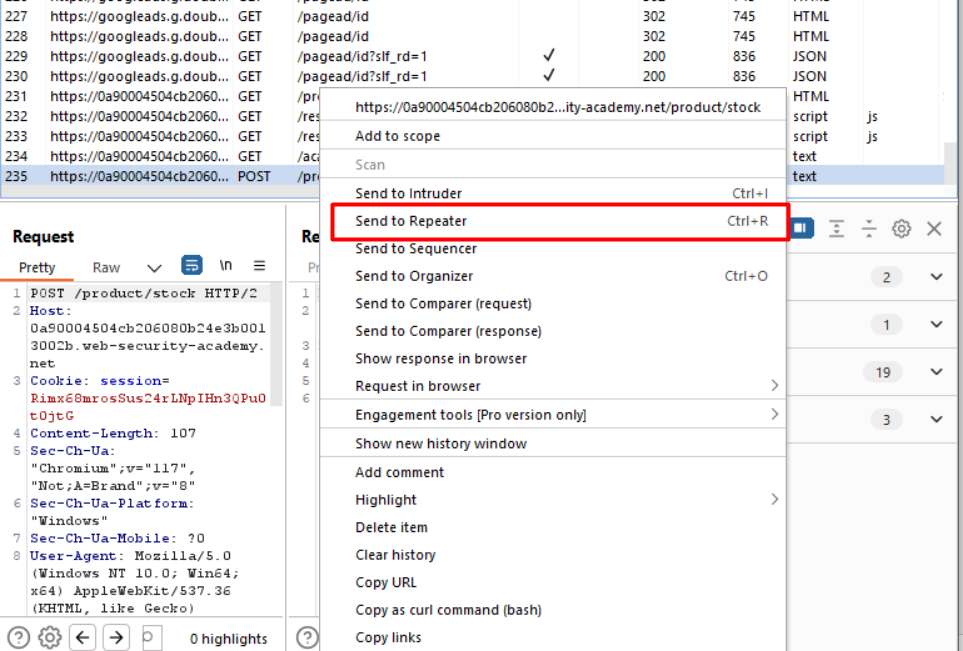 227 https://googleads.g.doub... GET /pagead/id 302 745 HTML
228 https://googleads.g.doub... GET /pagead/id 302 745 HTML
229 https://googleads.g.doub... GET /pagead/id?slf_rd=1 ✓ 200 836 JSON
230 https://googleads.g.doub... GET /pagead/id?slf_rd=1 ✓ 200 836 JSON
231 https://0a90004504cb2060... GET /pro HTML
232 https://0a90004504cb2060... GET /res script js
233 https://0a90004504cb2060... GET /res script js
234 https://0a90004504cb2060... GET /aca text
235 https://0a90004504cb2060... POST /pro text
https://0a90004504cb206080b2...ity-academy.net/product/stock
Add to scope
Scan
Send to Intruder Ctrl+I
Send to Repeater Ctrl+R
Send to Sequencer
Send to Organizer Ctrl+O
Send to Comparer (request)
Send to Comparer (response)
Show response in browser
Request in browser
Engagement tools [Pro version only]
Show new history window
Add comment
Highlight
Delete item
Clear history
Copy URL
Copy as curl command (bash)
Copy links
Request
Pretty Raw \n
1 POST /product/stock HTTP/2
2 Host:
0a90004504cb206080b24e3b001
3002b.web-security-academy.
net
3 Cookie: session=
Rimx68mrosSus24rLNpIHn3QPu0
t0jtG
4 Content-Length: 107
5 Sec-Ch-Ua:
"Chromium";v="117",
"Not;A=Brand";v="8"
6 Sec-Ch-Ua-Platform:
"Windows"
7 Sec-Ch-Ua-Mobile: ?0
8 User-Agent: Mozilla/5.0
(Windows NT 10.0; Win64;
x64) AppleWebKit/537.36
(KHTML, like Gecko)
0 highlights
Re
Pr
1
2
3
4
5
6
2
1
19
3